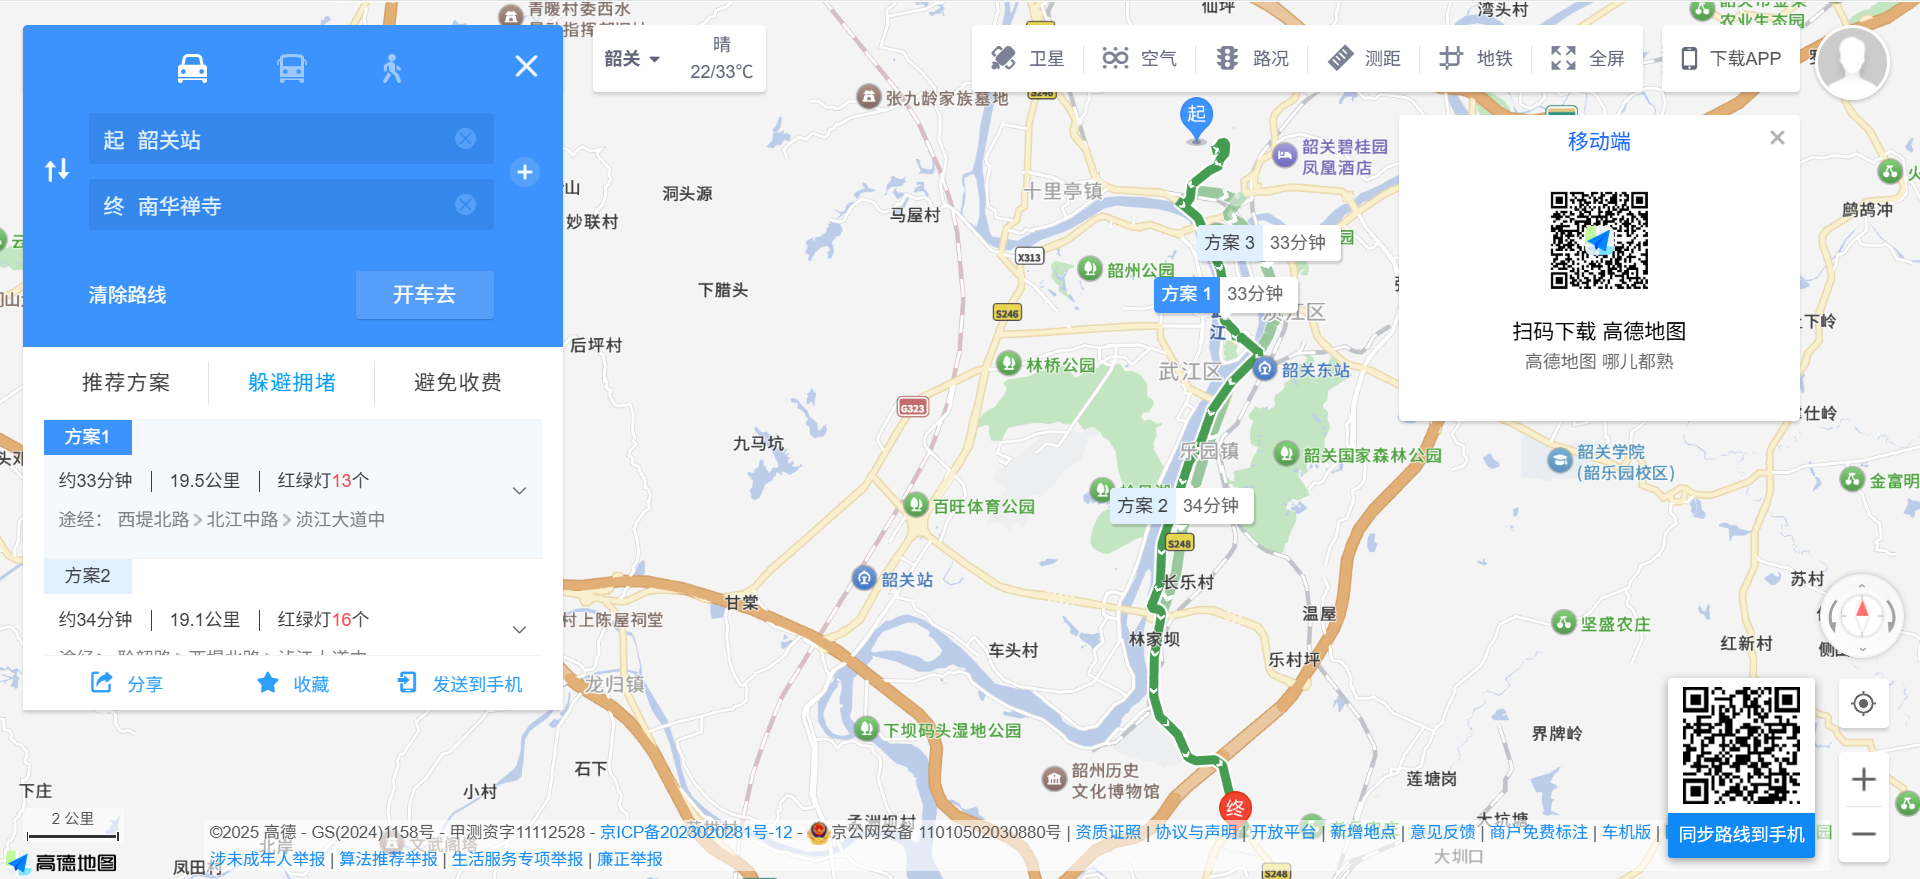 起 韶关站
终 南华禅寺
清除路线
开车去
推荐方案
躲避拥堵
避免收费
方案1
约33分钟 | 19.5公里 | 红绿灯13个
途经: 西堤北路 > 北江中路 > 浈江大道中
方案2
约34分钟 | 19.1公里 | 红绿灯16个
分享
收藏
发送到手机
韶关
晴
22/33℃
卫星
空气
路况
测距
地铁
全屏
下载APP
移动端
扫码下载 高德地图
高德地图 哪儿都熟
青暖村委西水
仙坪
湾头村
农业生态园
张九龄家族墓地
S248
起
韶关碧桂园
凤凰酒店
十里亭镇
洞头源
妙联村
马屋村
鹧鸪冲
X313
方案 3 33分钟
韶州公园
下腊头
方案 1 33分钟
S246
后坪村
林桥公园
武江区
韶关东站
G323
九马坑
乐园镇
韶关国家森林公园
韶关学院
(韶乐园校区)
金富明
百旺体育公园
方案 2 34分钟
S248
韶关站
长乐村
苏村
甘棠
村上陈屋祠堂
温屋
坚盛农庄
林家坝
车头村
乐村坪
红新村
龙归镇
下坝码头湿地公园
界牌岭
石下
韶州历史
文化博物馆
莲塘岗
下庄
小村
终
2 公里
高德地图
凤田村
大圳口
S248
同步路线到手机
©2025 高德 - GS(2024)1158号 - 甲测资字11112528 - 京ICP备2023020281号-12 - 京公网安备 11010502030880号 | 资质证照 | 协议与声明 | 开放平台 | 新增地点 | 意见反馈 | 商户免费标注 | 车机版 |
涉未成年人举报 | 算法推荐举报 | 生活服务专项举报 | 廉正举报